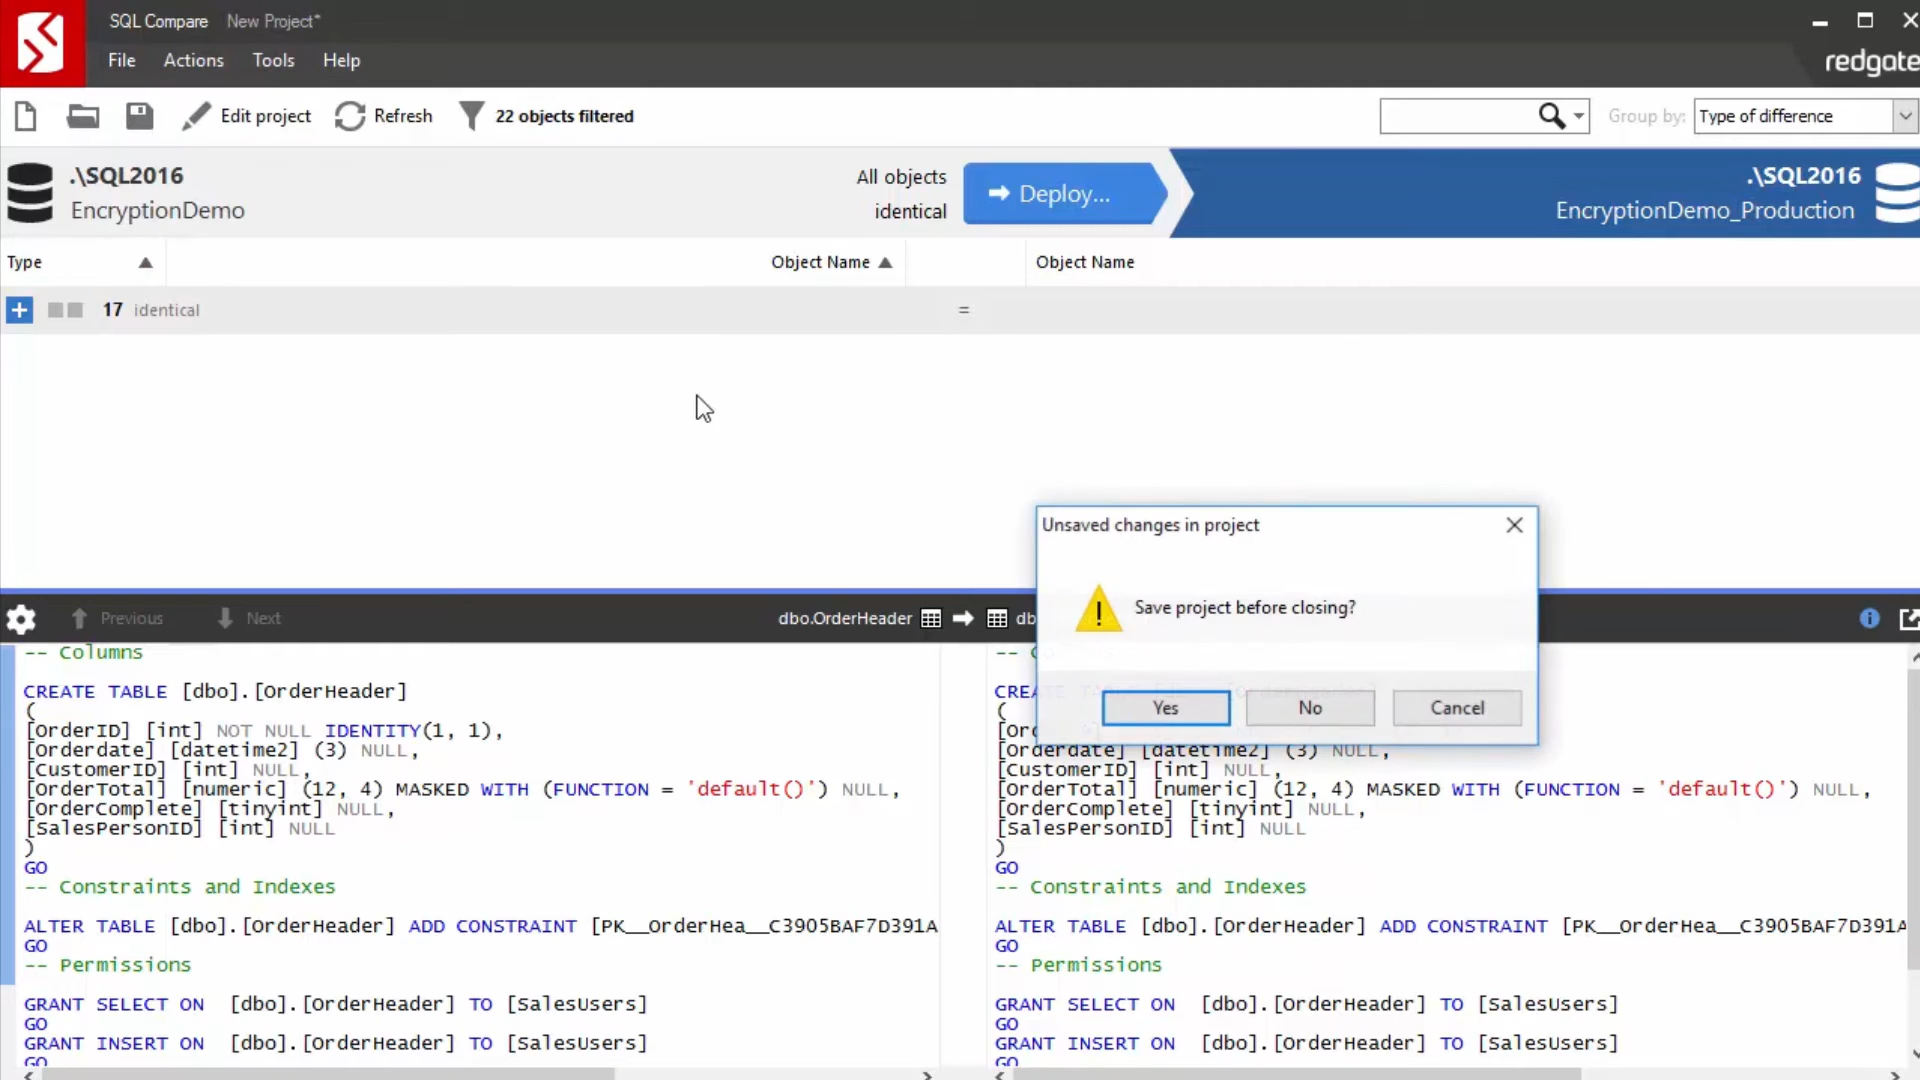 SQL Compare New Project*
File Actions Tools Help
redgate
Edit project Refresh 22 objects filtered Group by: Type of difference
.\SQL2016
EncryptionDemo
All objects
identical
Deploy...
.\SQL2016
EncryptionDemo_Production
Type Object Name Object Name
17 identical =
Unsaved changes in project
Save project before closing?
Yes No Cancel
Previous Next dbo.OrderHeader
-- Columns
CREATE TABLE [dbo].[OrderHeader]
(
[OrderID] [int] NOT NULL IDENTITY(1, 1),
[Orderdate] [datetime2] (3) NULL,
[CustomerID] [int] NULL,
[OrderTotal] [numeric] (12, 4) MASKED WITH (FUNCTION = 'default()') NULL,
[OrderComplete] [tinyint] NULL,
[SalesPersonID] [int] NULL
)
GO
-- Constraints and Indexes
ALTER TABLE [dbo].[OrderHeader] ADD CONSTRAINT [PK__OrderHea__C3905BAF7D391A
GO
-- Permissions
GRANT SELECT ON [dbo].[OrderHeader] TO [SalesUsers]
GO
GRANT INSERT ON [dbo].[OrderHeader] TO [SalesUsers]
GO
(
[Orderdate] [datetime2] (3) NULL,
[CustomerID] [int] NULL,
[OrderTotal] [numeric] (12, 4) MASKED WITH (FUNCTION = 'default()') NULL,
[OrderComplete] [tinyint] NULL,
[SalesPersonID] [int] NULL
)
GO
-- Constraints and Indexes
ALTER TABLE [dbo].[OrderHeader] ADD CONSTRAINT [PK__OrderHea__C3905BAF7D391A
GO
-- Permissions
GRANT SELECT ON [dbo].[OrderHeader] TO [SalesUsers]
GO
GRANT INSERT ON [dbo].[OrderHeader] TO [SalesUsers]
GO